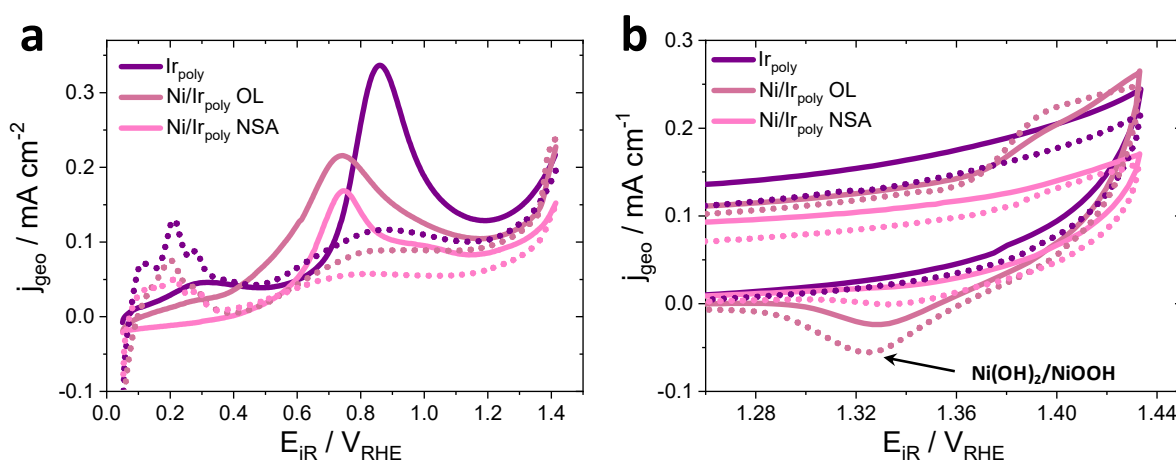 a
j_geo / mA cm⁻²
0.3
0.2
0.1
0.0
-0.1
Ir_poly
Ni/Ir_poly OL
Ni/Ir_poly NSA
0.0 0.2 0.4 0.6 0.8 1.0 1.2 1.4
E_iR / V_RHE
b
j_geo / mA cm⁻¹
0.3
0.2
0.1
0.0
-0.1
Ir_poly
Ni/Ir_poly OL
Ni/Ir_poly NSA
Ni(OH)₂/NiOOH
1.28 1.32 1.36 1.40 1.44
E_iR / V_RHE